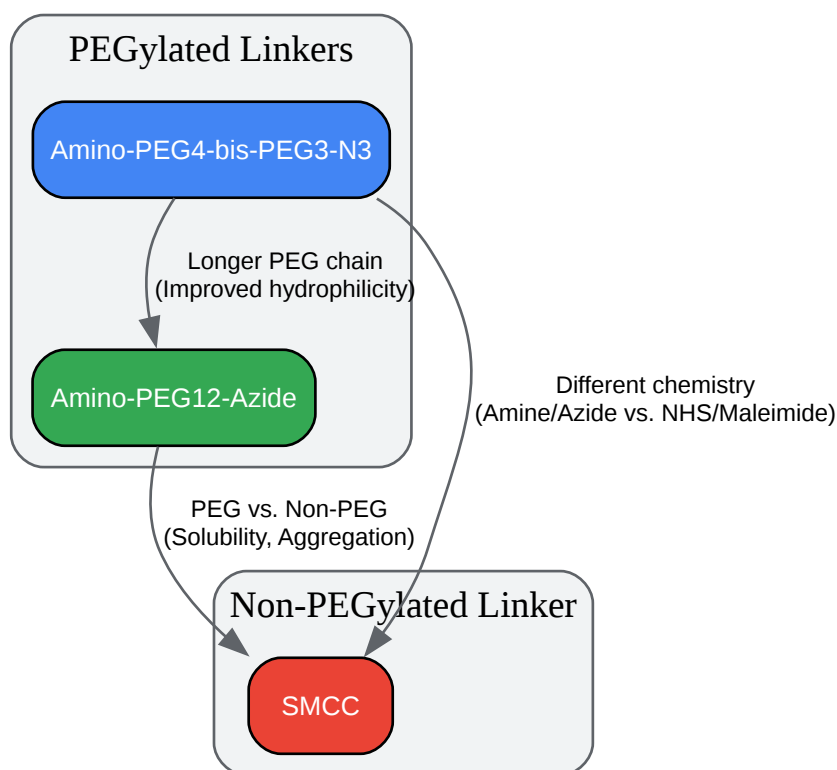 PEGylated Linkers
Amino-PEG4-bis-PEG3-N3
Longer PEG chain
(Improved hydrophilicity)
Amino-PEG12-Azide
Different chemistry
(Amine/Azide vs. NHS/Maleimide)
PEG vs. Non-PEG
(Solubility, Aggregation)
Non-PEGylated Linker
SMCC